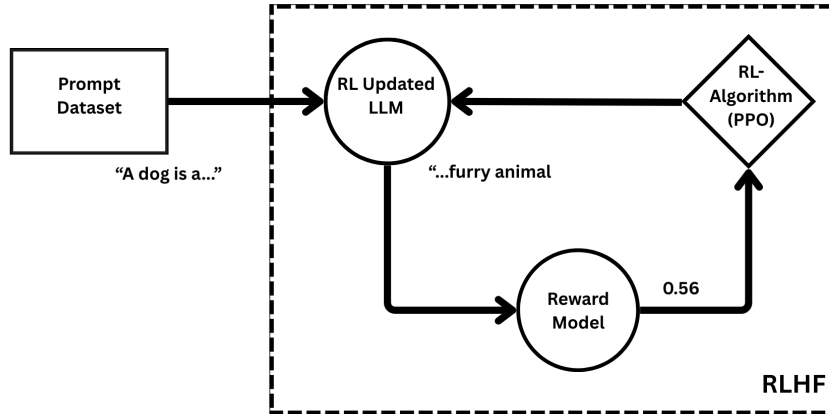 Prompt
Dataset
RL Updated
LLM
RL-
Algorithm
(PPO)
“A dog is a...”
“...furry animal
0.56
Reward
Model
RLHF